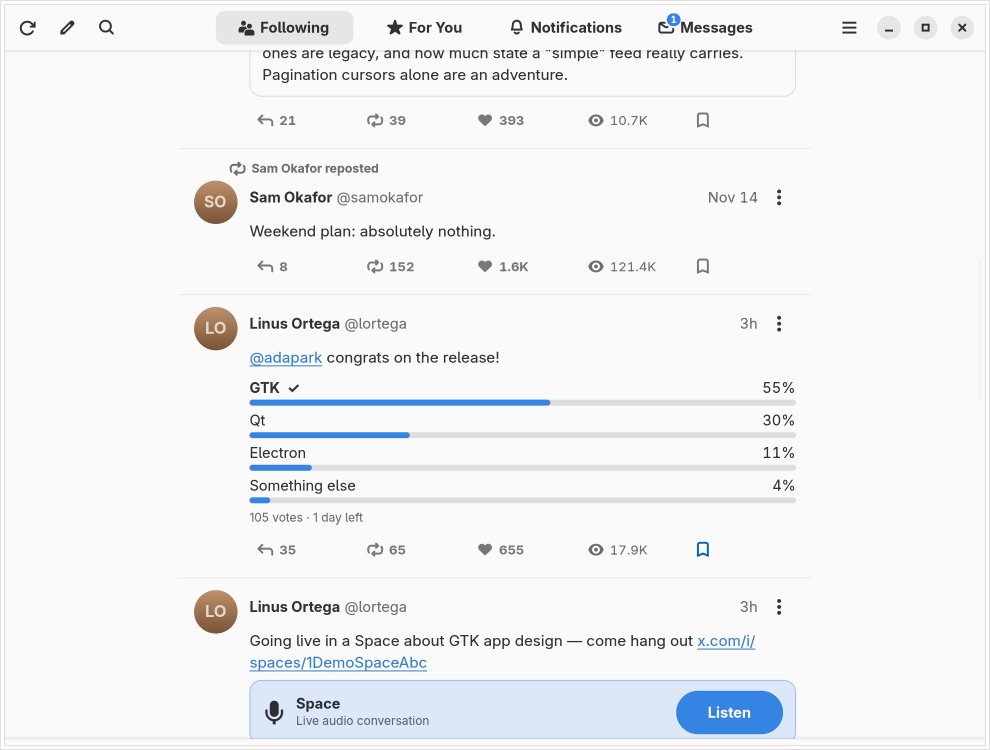 Following
For You
Notifications
1
Messages
ones are legacy, and how much state a "simple" feed really carries.
Pagination cursors alone are an adventure.
21
39
393
10.7K
Sam Okafor reposted
SO
Sam Okafor @samokafor
Nov 14
Weekend plan: absolutely nothing.
8
152
1.6K
121.4K
LO
Linus Ortega @lortega
3h
@adapark congrats on the release!
GTK ✓
55%
Qt
30%
Electron
11%
Something else
4%
105 votes · 1 day left
35
65
655
17.9K
LO
Linus Ortega @lortega
3h
Going live in a Space about GTK app design — come hang out x.com/i/
spaces/1DemoSpaceAbc
Space
Live audio conversation
Listen